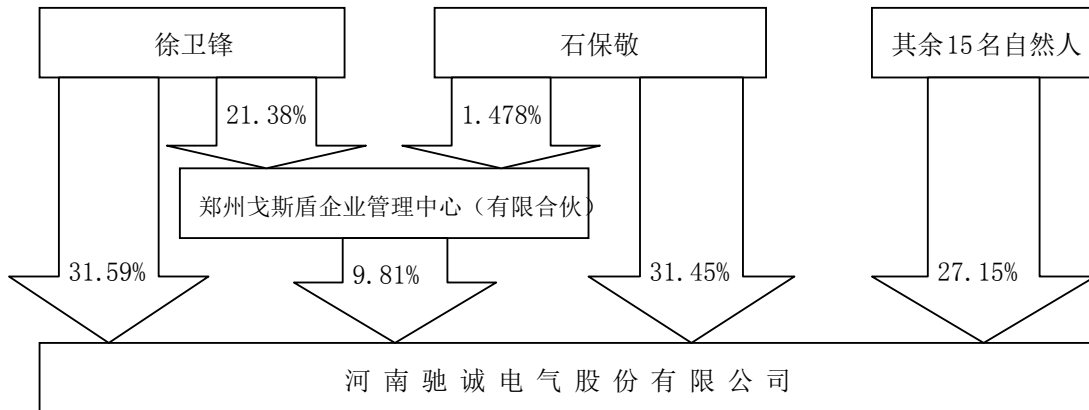 徐卫锋
石保敬
其余15名自然人
21.38%
1.478%
郑州戈斯盾企业管理中心（有限合伙）
31.59%
9.81%
31.45%
27.15%
河南驰诚电气股份有限公司